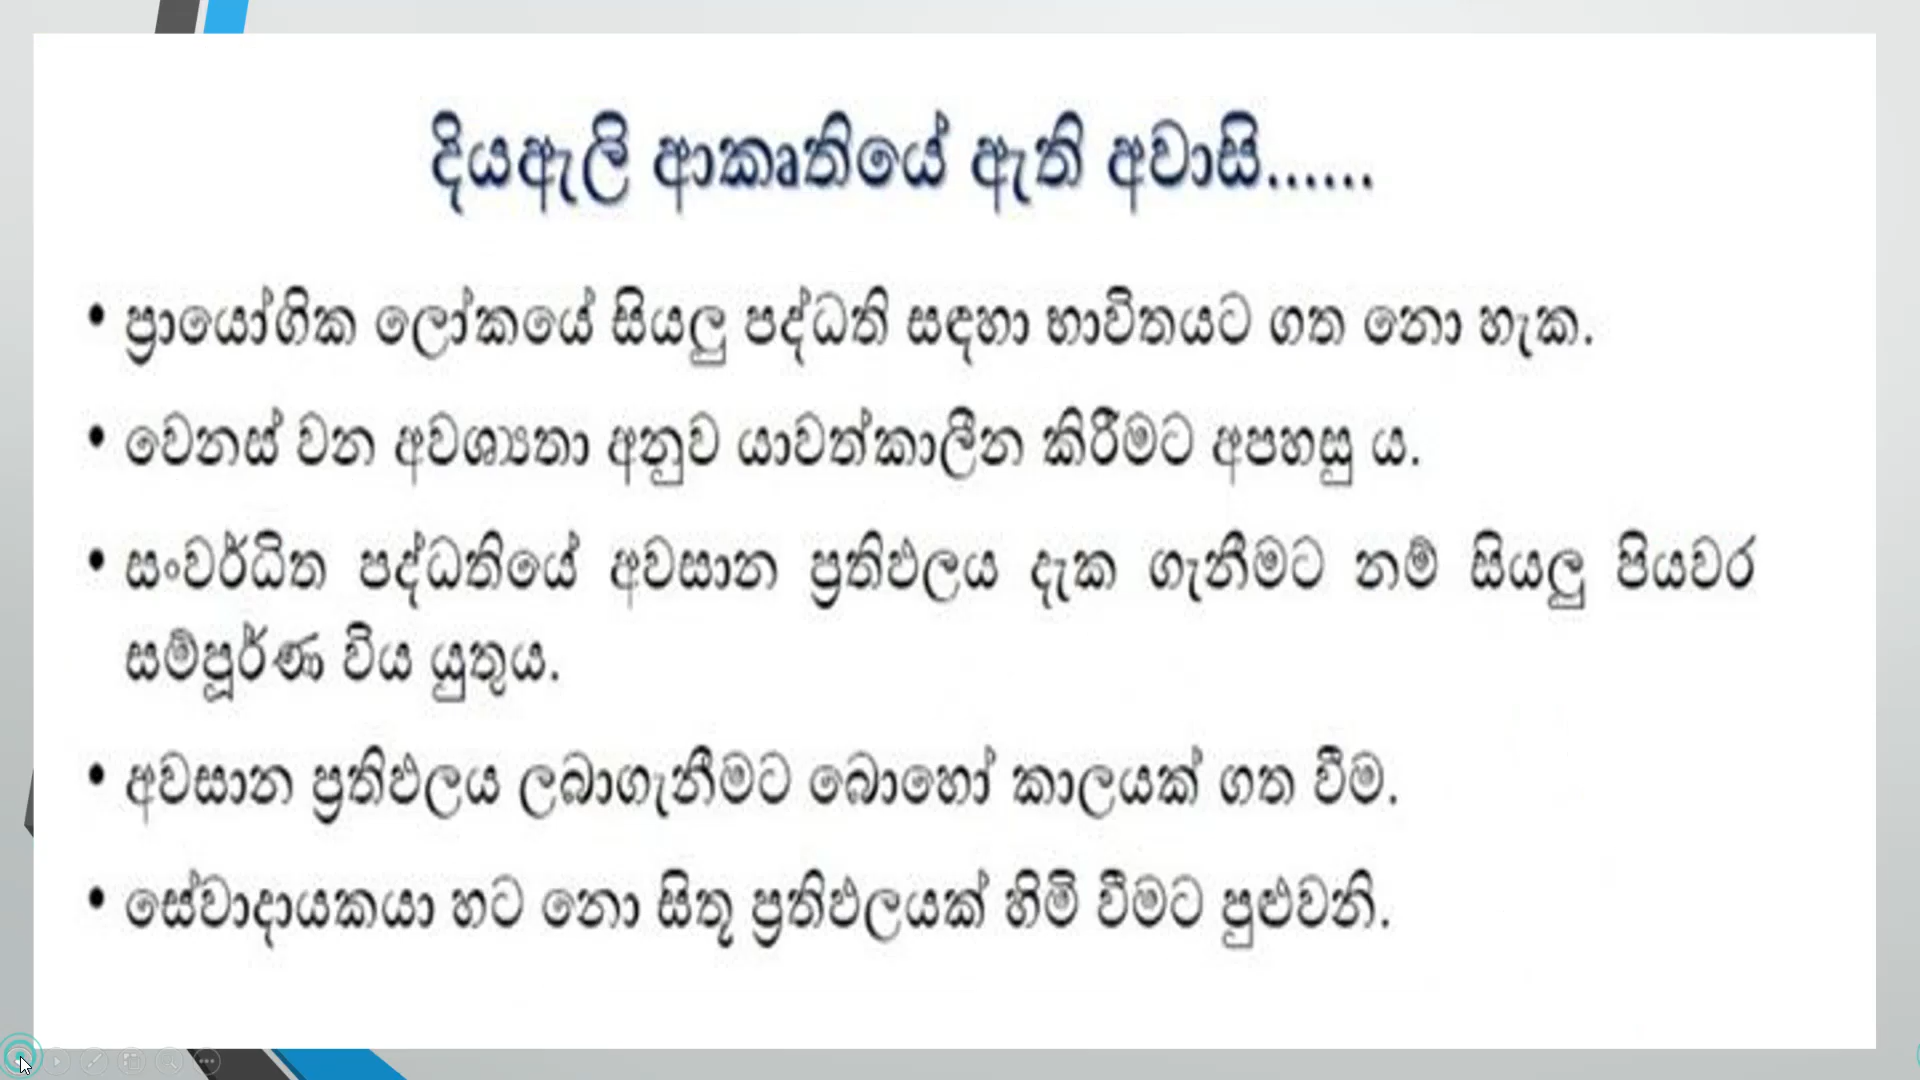 දියඇලි ආකෘතියේ ඇති අවාසි......
• ප්‍රායෝගික ලෝකයේ සියලු පද්ධති සඳහා භාවිතයට ගත නො හැක.
• වෙනස් වන අවශ්‍යතා අනුව යාවත්කාලීන කිරීමට අපහසු ය.
• සංවර්ධිත පද්ධතියේ අවසාන ප්‍රතිඵලය දැක ගැනීමට නම් සියලු පියවර
සම්පූර්ණ විය යුතුය.
• අවසාන ප්‍රතිඵලය ලබාගැනීමට බොහෝ කාලයක් ගත වීම.
• සේවාදායකයා හට නො සිතූ ප්‍රතිඵලයක් හිමි වීමට පුළුවනි.